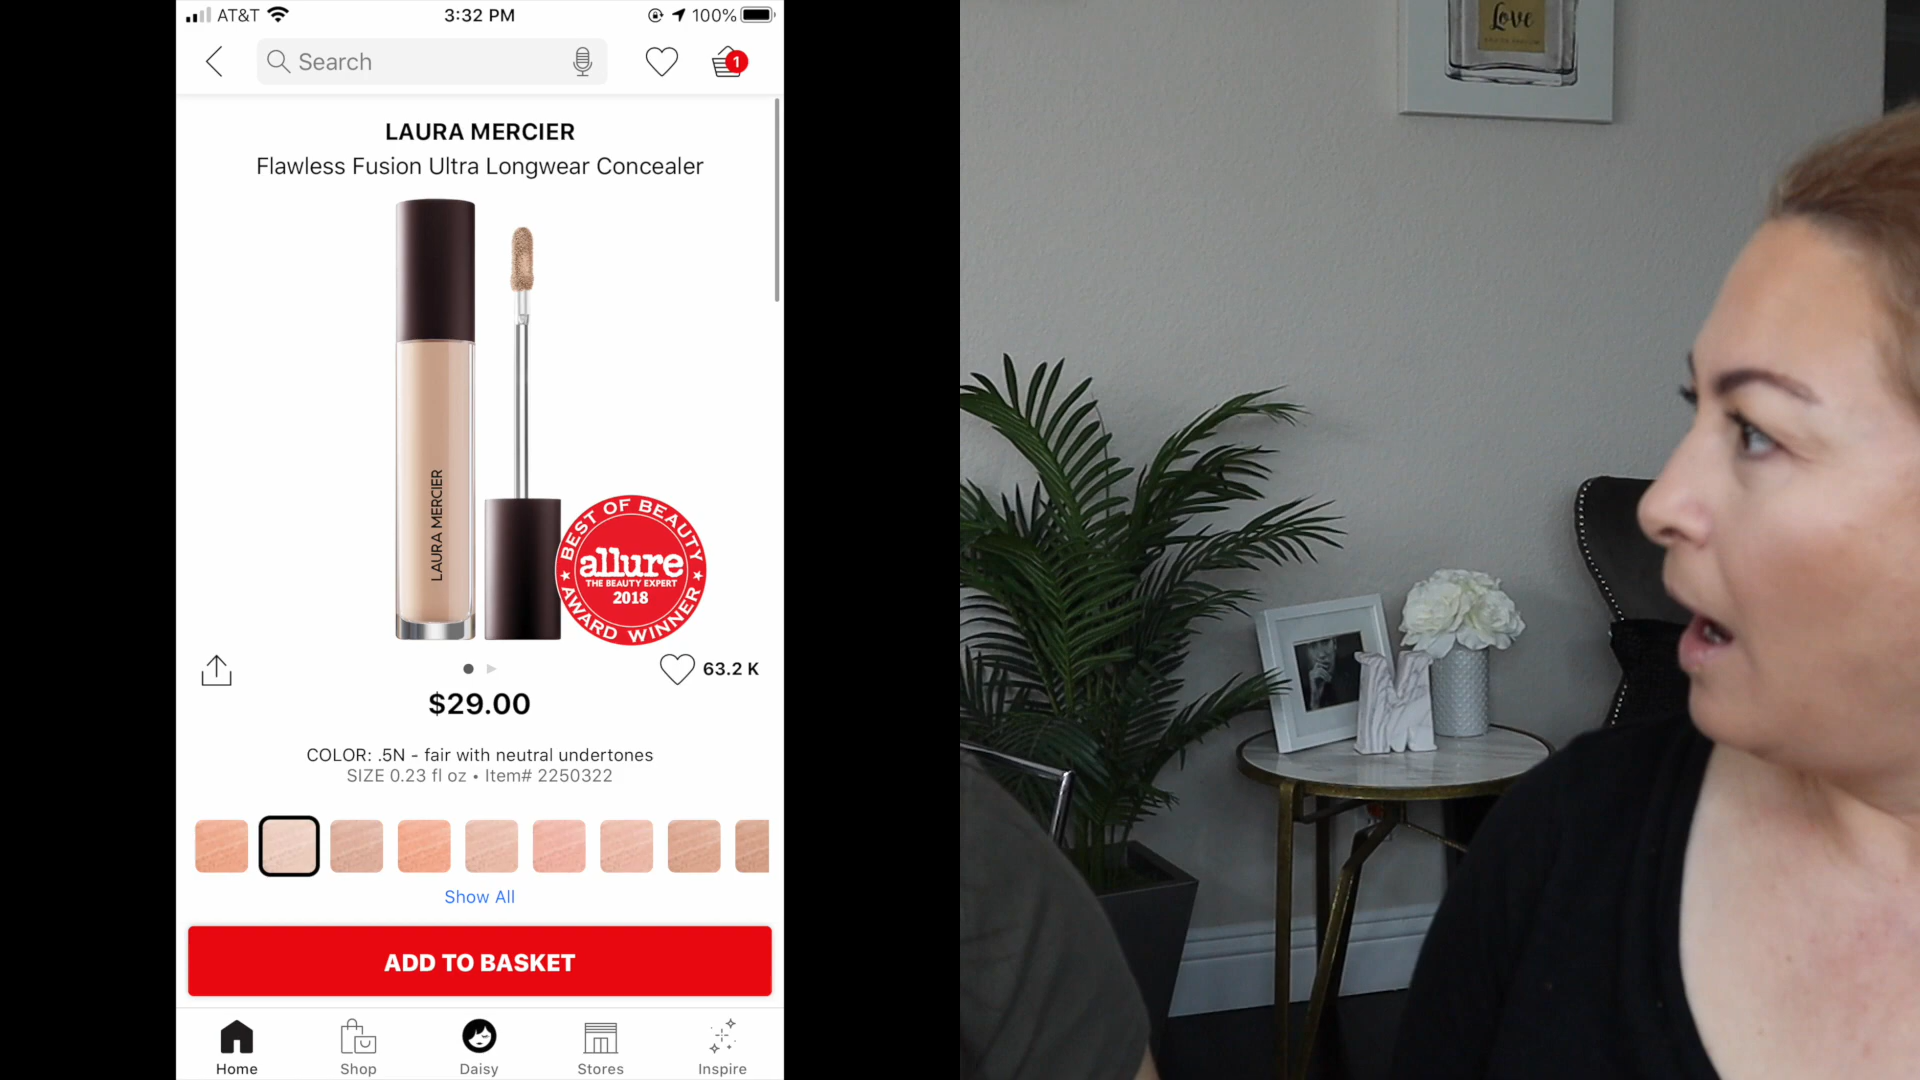 AT&T
3:32 PM
100%
Search
1
LAURA MERCIER
Flawless Fusion Ultra Longwear Concealer
LAURA MERCIER
BEST OF BEAUTY
allure
THE BEAUTY EXPERT
2018
AWARD WINNER
63.2 K
$29.00
COLOR: .5N - fair with neutral undertones
SIZE 0.23 fl oz • Item# 2250322
Show All
ADD TO BASKET
Home
Shop
Daisy
Stores
Inspire
Love
M